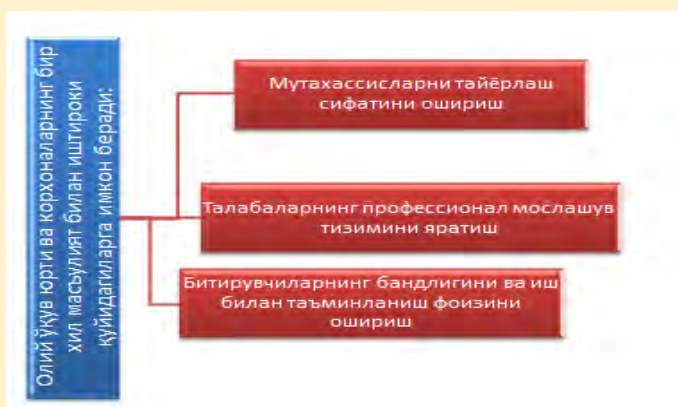 Олий ўқув юрти ва корхоналарнинг бир
хил масъулият билан иштироки
қуйидагиларга имкон беради:
Мутахассисларни тайёрлаш
сифатини ошириш
Талабаларнинг профессионал мослашув
тизимини яратиш
Битирувчиларнинг бандлигини ва иш
билан таъминланиш фоизини
ошириш